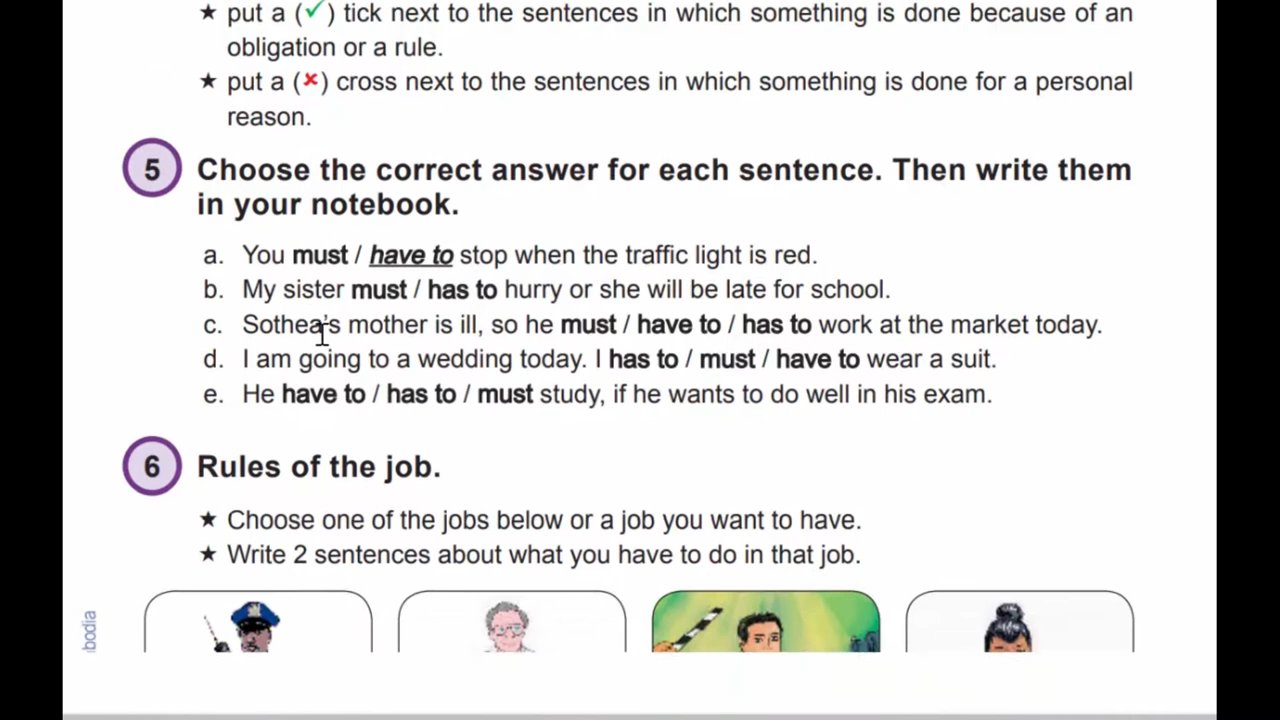 ★ put a (✓) tick next to the sentences in which something is done because of an
obligation or a rule.
★ put a (✘) cross next to the sentences in which something is done for a personal
reason.
5 Choose the correct answer for each sentence. Then write them
in your notebook.
a. You must / have to stop when the traffic light is red.
b. My sister must / has to hurry or she will be late for school.
c. Sothea's mother is ill, so he must / have to / has to work at the market today.
d. I am going to a wedding today. I has to / must / have to wear a suit.
e. He have to / has to / must study, if he wants to do well in his exam.
6 Rules of the job.
★ Choose one of the jobs below or a job you want to have.
★ Write 2 sentences about what you have to do in that job.
bodia